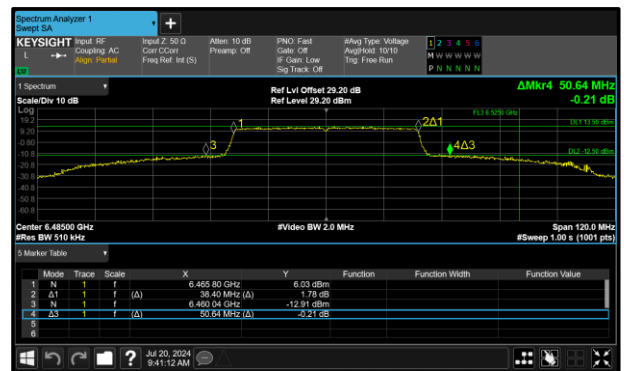 Spectrum Analyzer 1
Swept SA
+
KEYSIGHT Input: RF Input Z: 50 Ω Atten: 10 dB PNO: Fast #Avg Type: Voltage 1 2 3 4 5 6
L Coupling: AC Corr CCorr Preamp: Off Gate: Off Avg|Hold: 10/10 M W W W W W
Align: Partial Freq Ref: Int (S) IF Gain: Low Trig: Free Run
Sig Track: Off P N N N N N
1 Spectrum Ref Lvl Offset 29.20 dB ΔMkr4 50.64 MHz
Scale/Div 10 dB Ref Level 29.20 dBm -0.21 dB
Log
19.2 FL3 6.5250 GHz
9.20 1 2Δ1 DL1 13.50 dBm
-0.80 3 4Δ3
-10.8 DL2 -12.50 dBm
-20.8
-30.8
-40.8
-50.8
-60.8
Center 6.48500 GHz #Video BW 2.0 MHz Span 120.0 MHz
#Res BW 510 kHz #Sweep 1.00 s (1001 pts)
5 Marker Table
Mode Trace Scale X Y Function Function Width Function Value
1 N 1 f 6.465 80 GHz 6.03 dBm
2 Δ1 1 f (Δ) 38.40 MHz (Δ) 1.78 dB
3 N 1 f 6.460 04 GHz -12.91 dBm
4 Δ3 1 f (Δ) 50.64 MHz (Δ) -0.21 dB
5
6
? Jul 20, 2024
9:41:12 AM